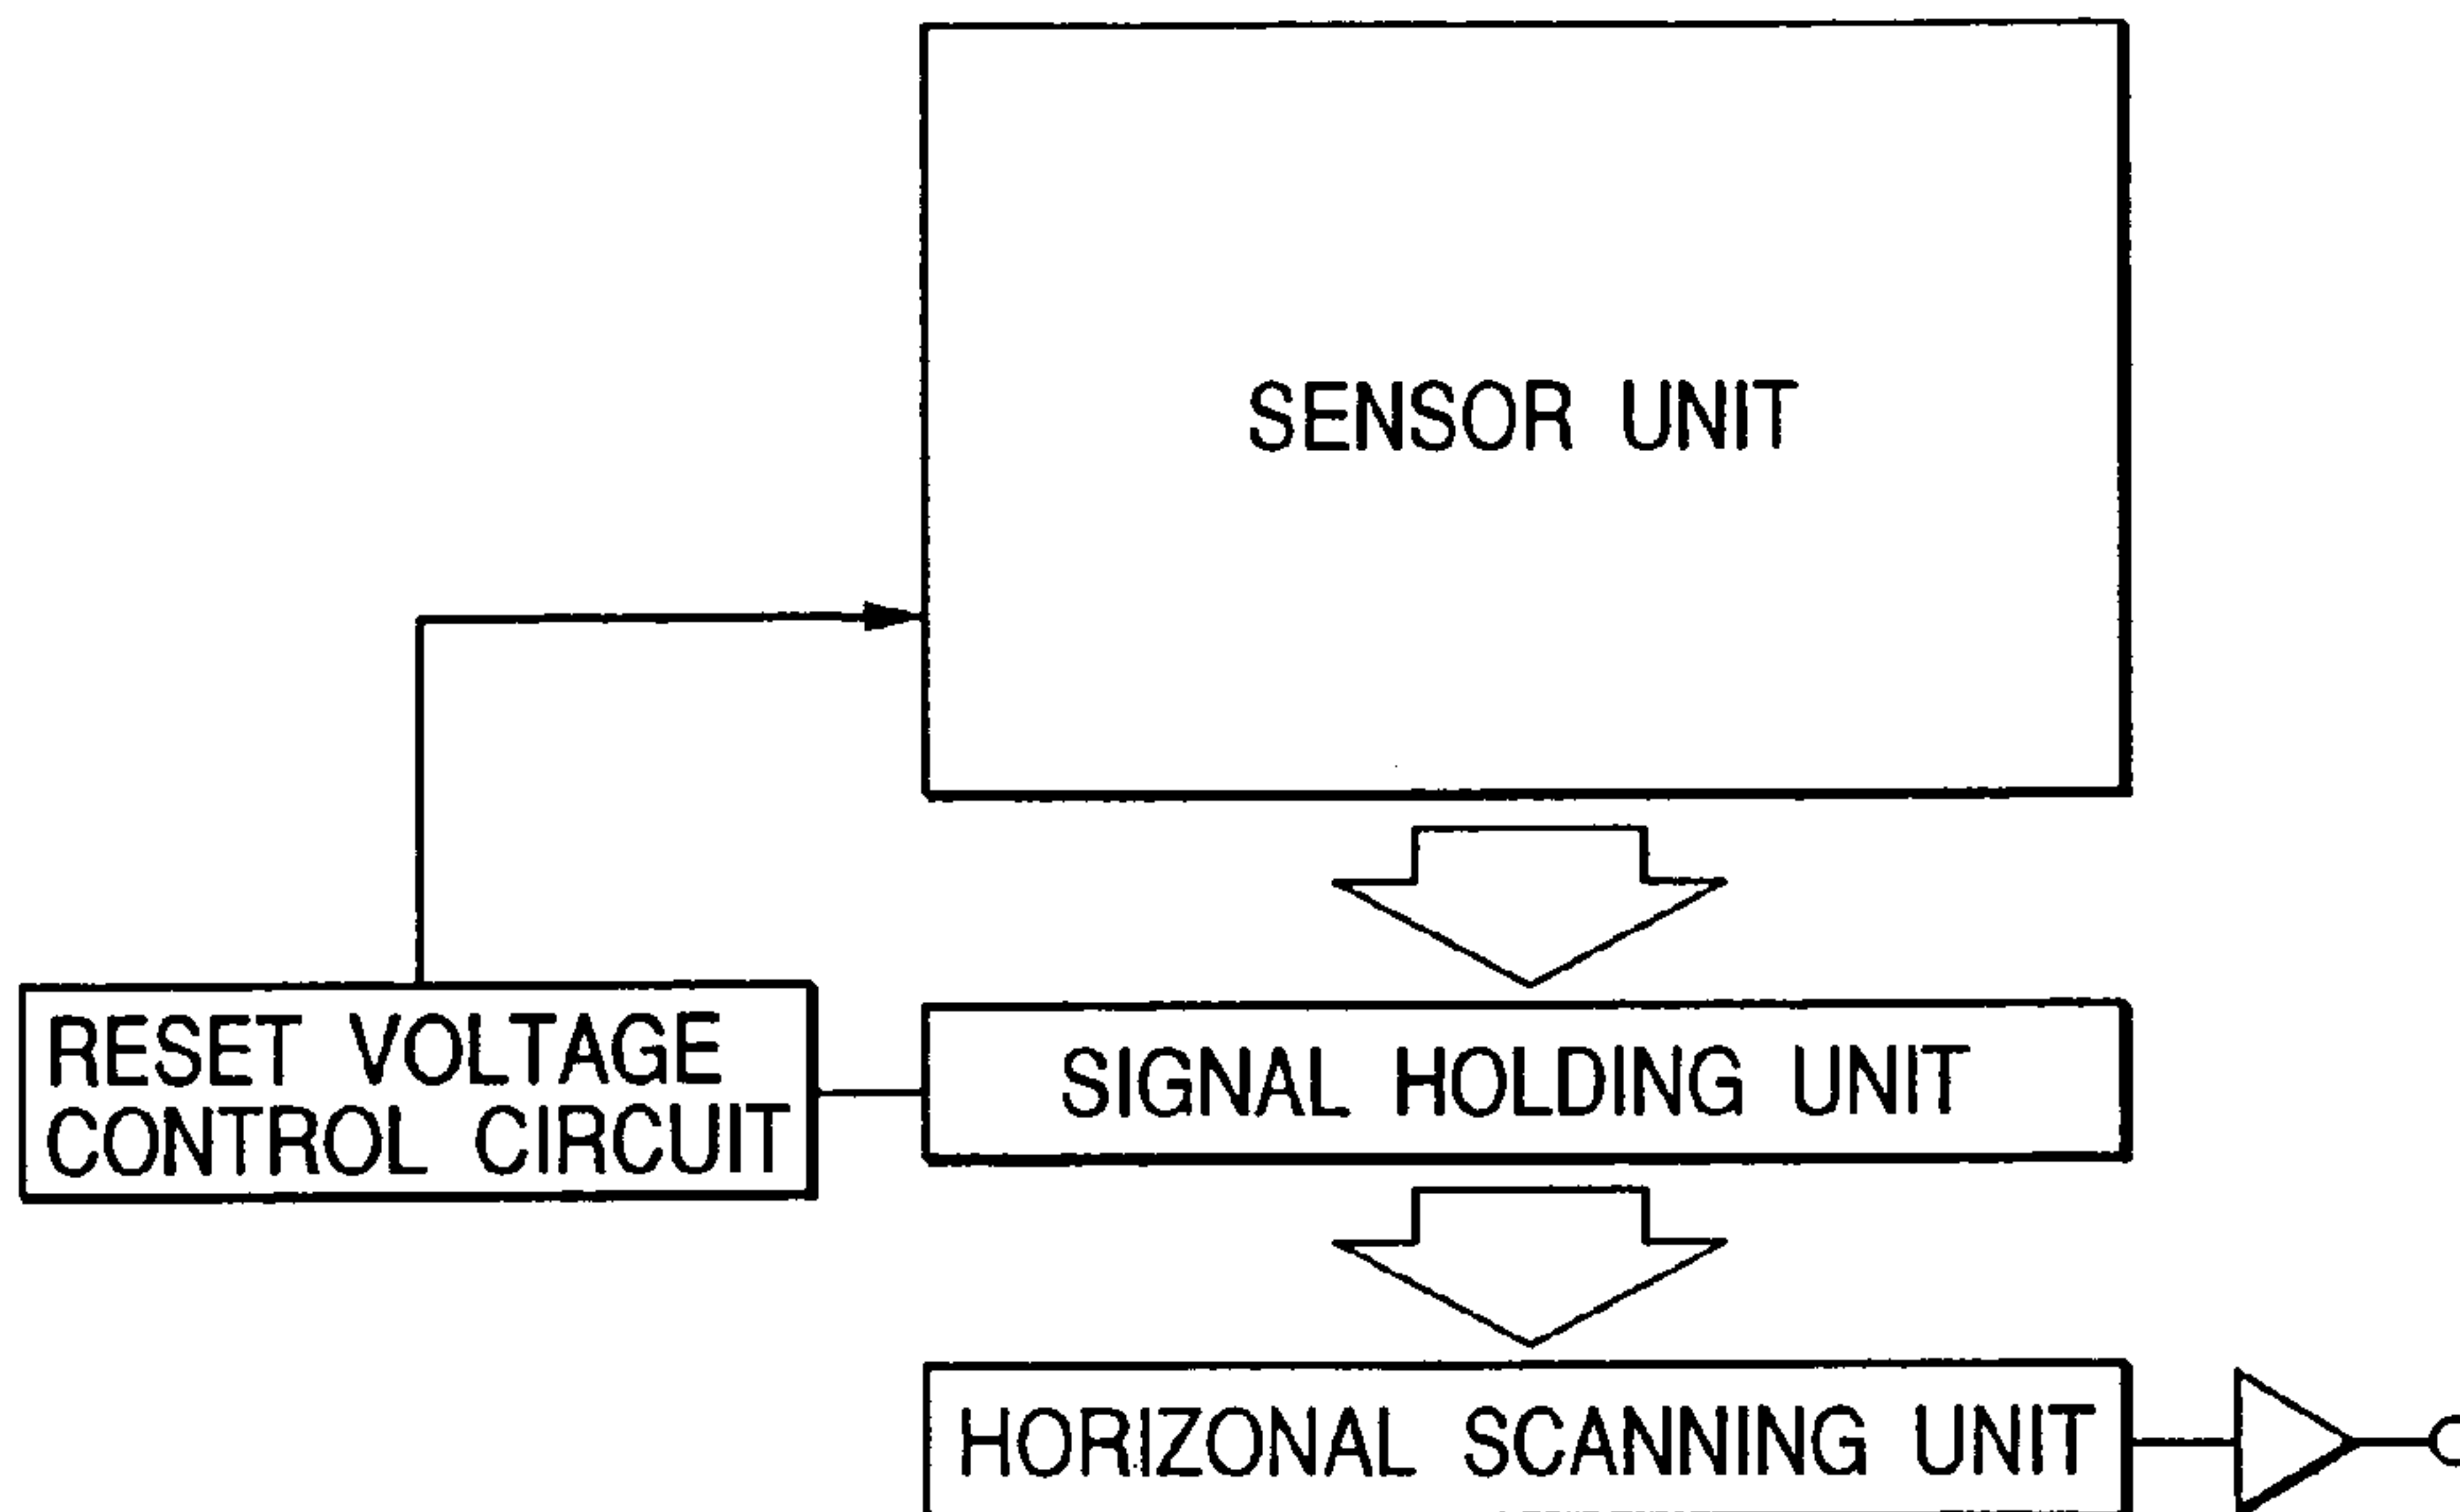 SENSOR UNIT
RESET VOLTAGE
CONTROL CIRCUIT
SIGNAL HOLDING UNIT
HORIZONAL SCANNING UNIT